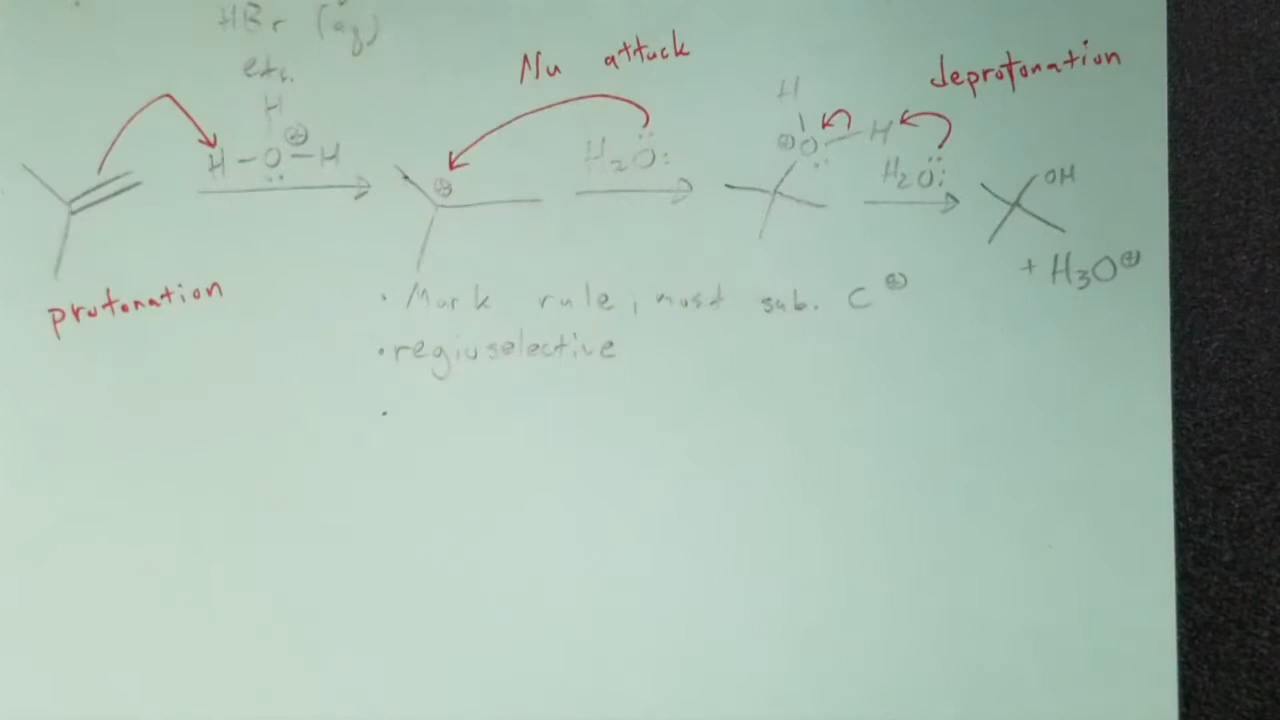 HBr (aq)
etc.
Nu attack
deprotonation
H
H-O⊕-H
H2O:
H
⊕O-H
H2O:
OH
+ H3O⊕
protonation
⊕
• Mark rule, most sub. C⊕
• regioselective
•